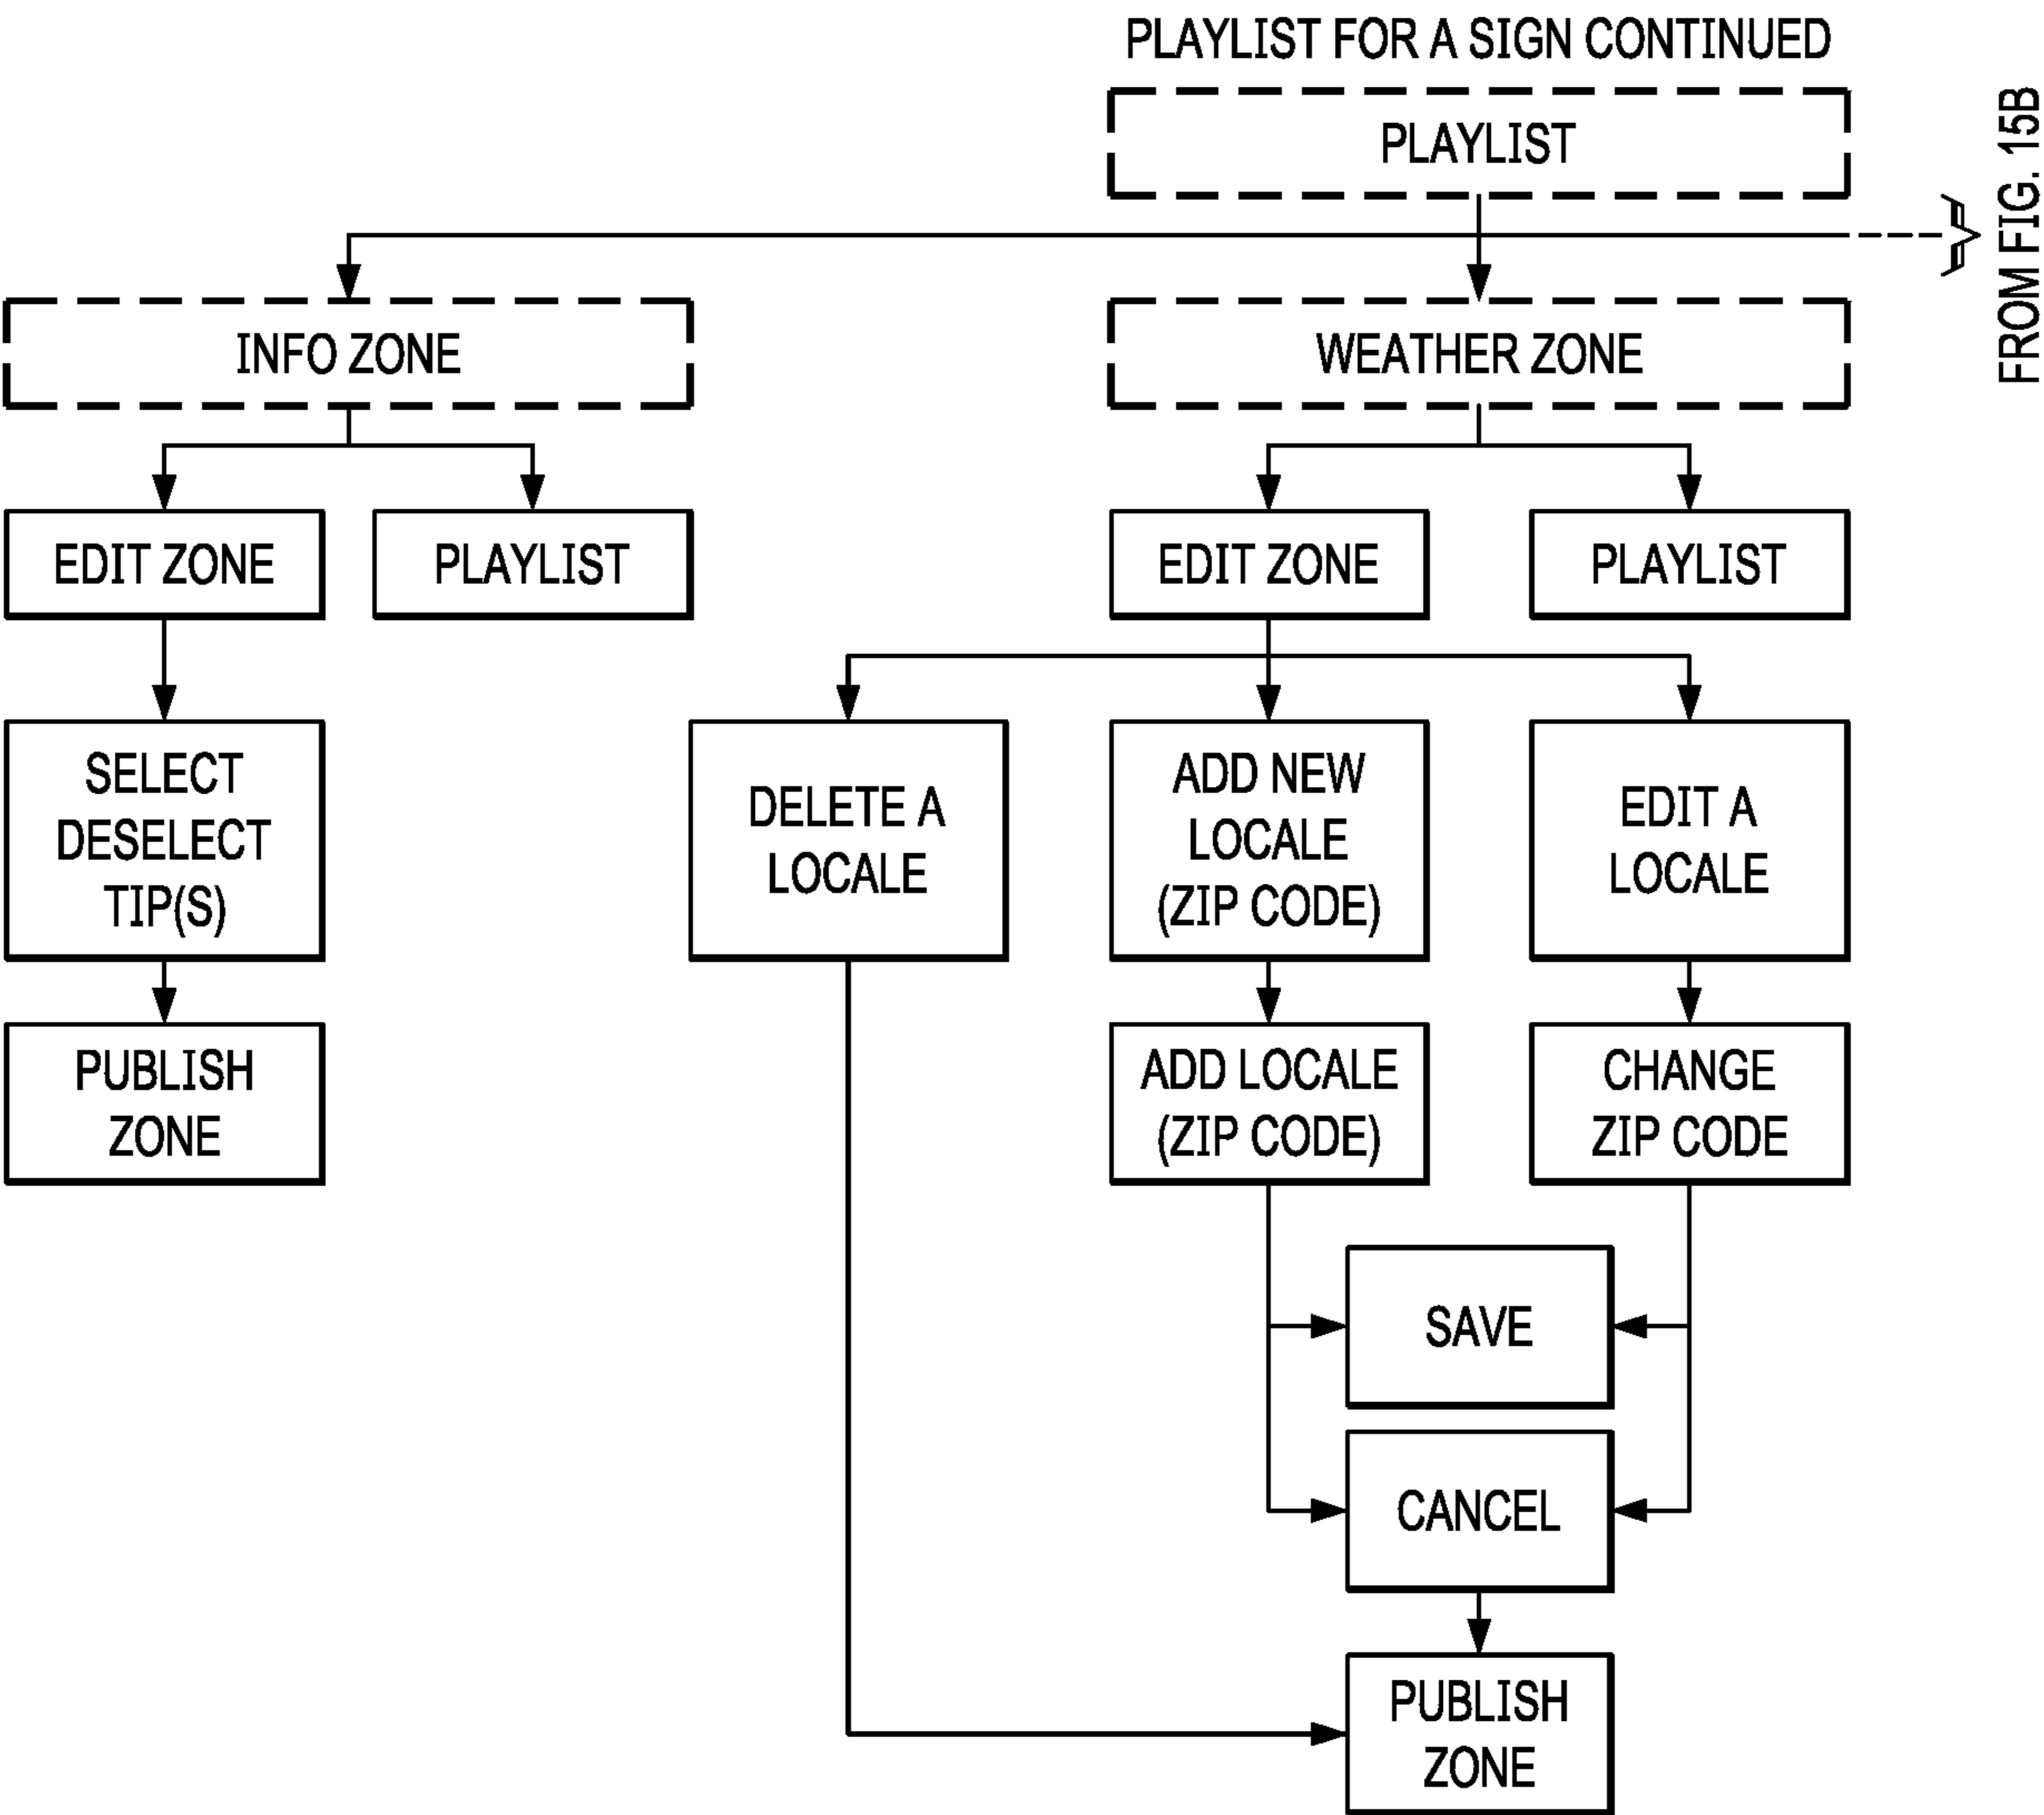 PLAYLIST FOR A SIGN CONTINUED
PLAYLIST
FROM FIG. 15B
INFO ZONE
WEATHER ZONE
EDIT ZONE
PLAYLIST
EDIT ZONE
PLAYLIST
SELECT
DESELECT
TIP(S)
DELETE A
LOCALE
ADD NEW
LOCALE
(ZIP CODE)
EDIT A
LOCALE
PUBLISH
ZONE
ADD LOCALE
(ZIP CODE)
CHANGE
ZIP CODE
SAVE
CANCEL
PUBLISH
ZONE